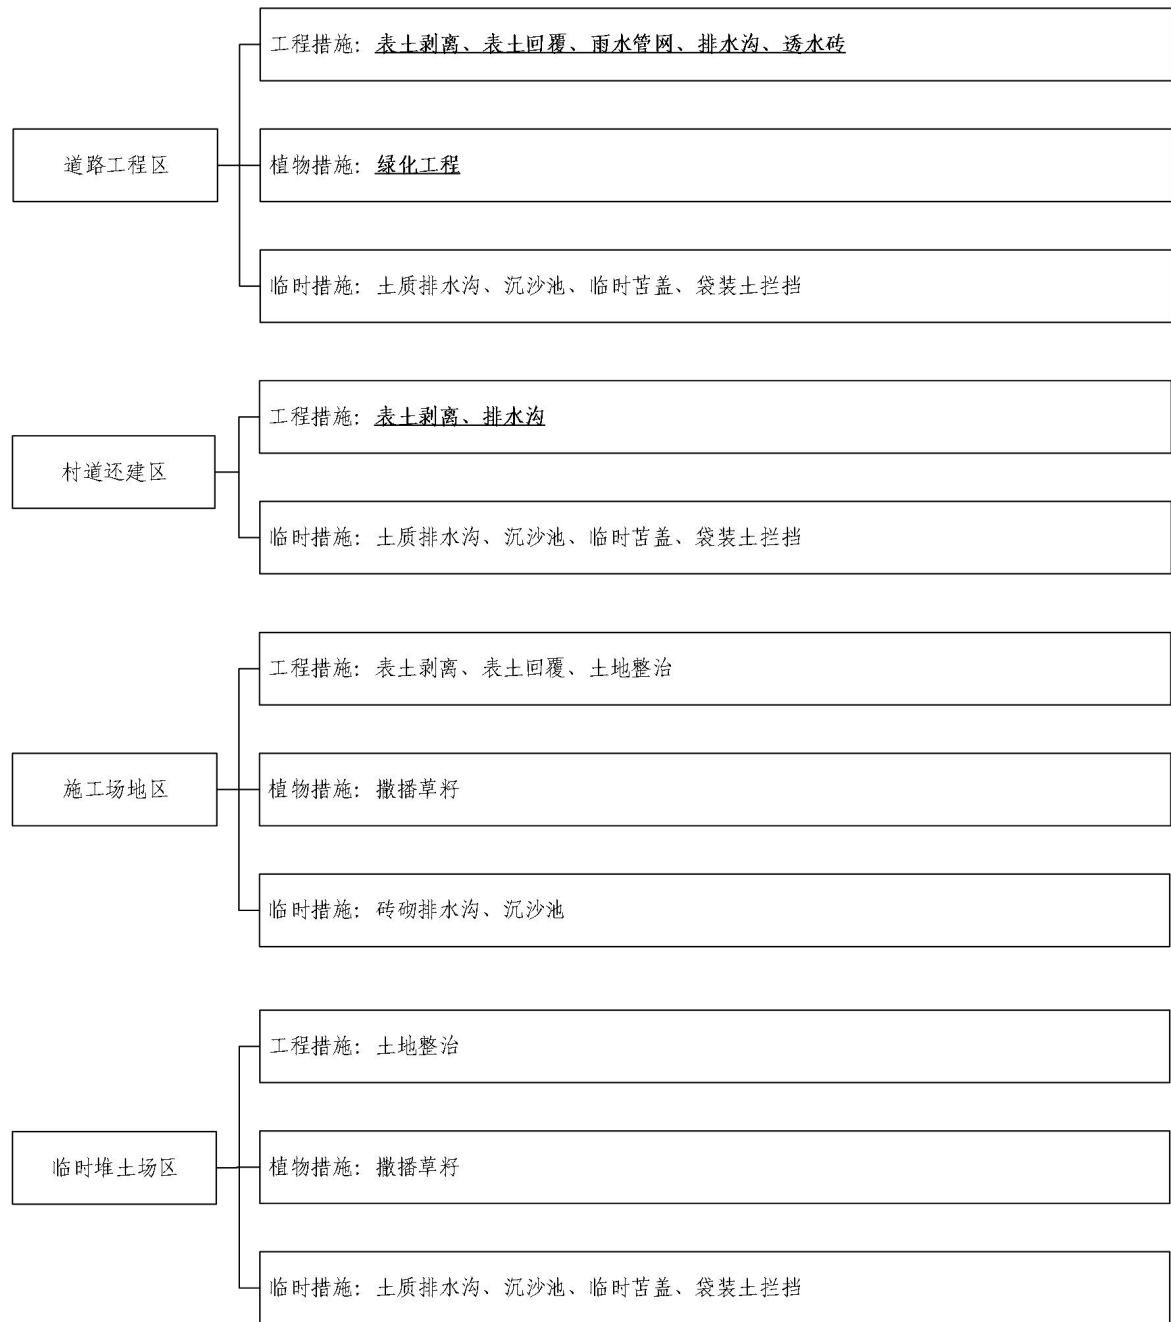 工程措施：表土剥离、表土回覆、雨水管网、排水沟、透水砖
道路工程区
植物措施：绿化工程
临时措施：土质排水沟、沉沙池、临时苫盖、袋装土拦挡
工程措施：表土剥离、排水沟
村道还建区
临时措施：土质排水沟、沉沙池、临时苫盖、袋装土拦挡
工程措施：表土剥离、表土回覆、土地整治
施工场地区
植物措施：撒播草籽
临时措施：砖砌排水沟、沉沙池
工程措施：土地整治
临时堆土场区
植物措施：撒播草籽
临时措施：土质排水沟、沉沙池、临时苫盖、袋装土拦挡